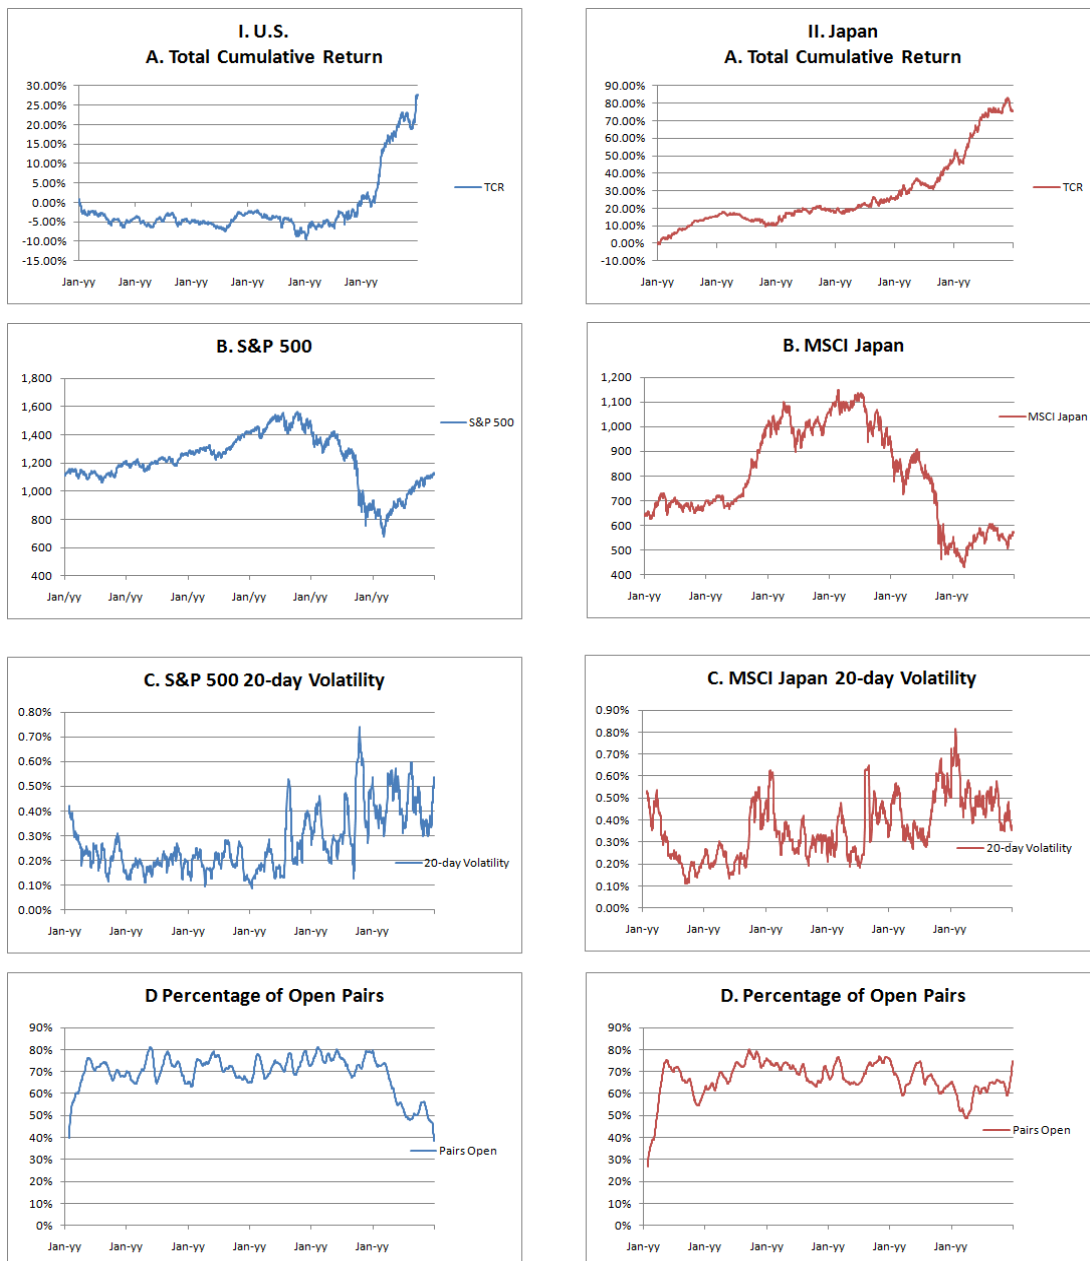 I. U.S.
A. Total Cumulative Return
30.00%
25.00%
20.00%
15.00%
10.00%
5.00%
0.00%
-5.00%
-10.00%
-15.00%
Jan-yy Jan-yy Jan-yy Jan-yy Jan-yy Jan-yy
TCR
II. Japan
A. Total Cumulative Return
90.00%
80.00%
70.00%
60.00%
50.00%
40.00%
30.00%
20.00%
10.00%
0.00%
-10.00%
Jan-yy Jan-yy Jan-yy Jan-yy Jan-yy Jan-yy
TCR
B. S&P 500
1,800
1,600
1,400
1,200
1,000
800
600
400
Jan/yy Jan/yy Jan/yy Jan/yy Jan/yy Jan/yy
S&P 500
B. MSCI Japan
1,200
1,100
1,000
900
800
700
600
500
400
Jan-yy Jan-yy Jan-yy Jan-yy Jan-yy Jan-yy
MSCI Japan
C. S&P 500 20-day Volatility
0.80%
0.70%
0.60%
0.50%
0.40%
0.30%
0.20%
0.10%
0.00%
Jan-yy Jan-yy Jan-yy Jan-yy Jan-yy Jan-yy
20-day Volatility
C. MSCI Japan 20-day Volatility
0.90%
0.80%
0.70%
0.60%
0.50%
0.40%
0.30%
0.20%
0.10%
0.00%
Jan-yy Jan-yy Jan-yy Jan-yy Jan-yy Jan-yy
20-day Volatility
D Percentage of Open Pairs
90%
80%
70%
60%
50%
40%
30%
20%
10%
0%
Jan-yy Jan-yy Jan-yy Jan-yy Jan-yy Jan-yy
Pairs Open
D. Percentage of Open Pairs
90%
80%
70%
60%
50%
40%
30%
20%
10%
0%
Jan-yy Jan-yy Jan-yy Jan-yy Jan-yy Jan-yy
Pairs Open